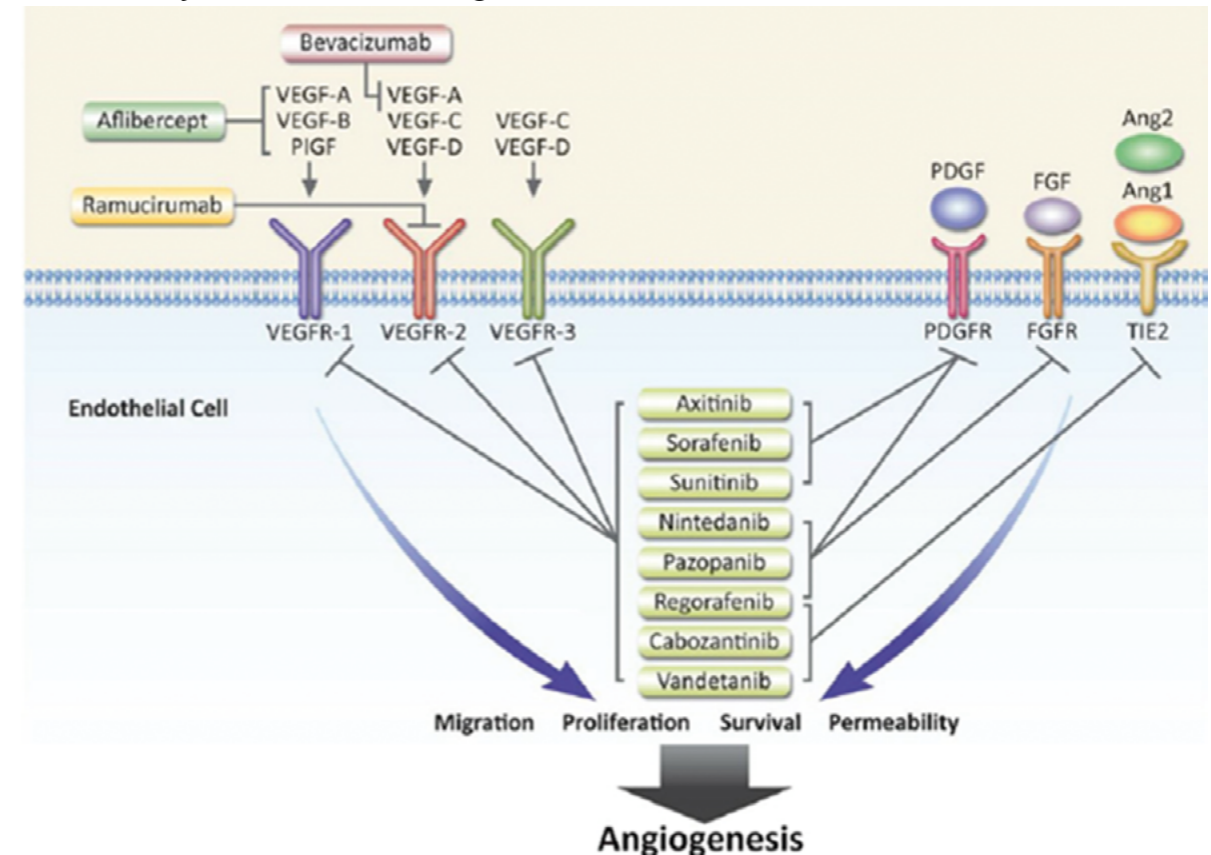 Bevacizumab
Aflibercept
VEGF-A
VEGF-B
PlGF
VEGF-A
VEGF-C
VEGF-D
VEGF-C
VEGF-D
Ramucirumab
PDGF
FGF
Ang2
Ang1
VEGFR-1
VEGFR-2
VEGFR-3
PDGFR
FGFR
TIE2
Endothelial Cell
Axitinib
Sorafenib
Sunitinib
Nintedanib
Pazopanib
Regorafenib
Cabozantinib
Vandetanib
Migration Proliferation Survival Permeability
Angiogenesis